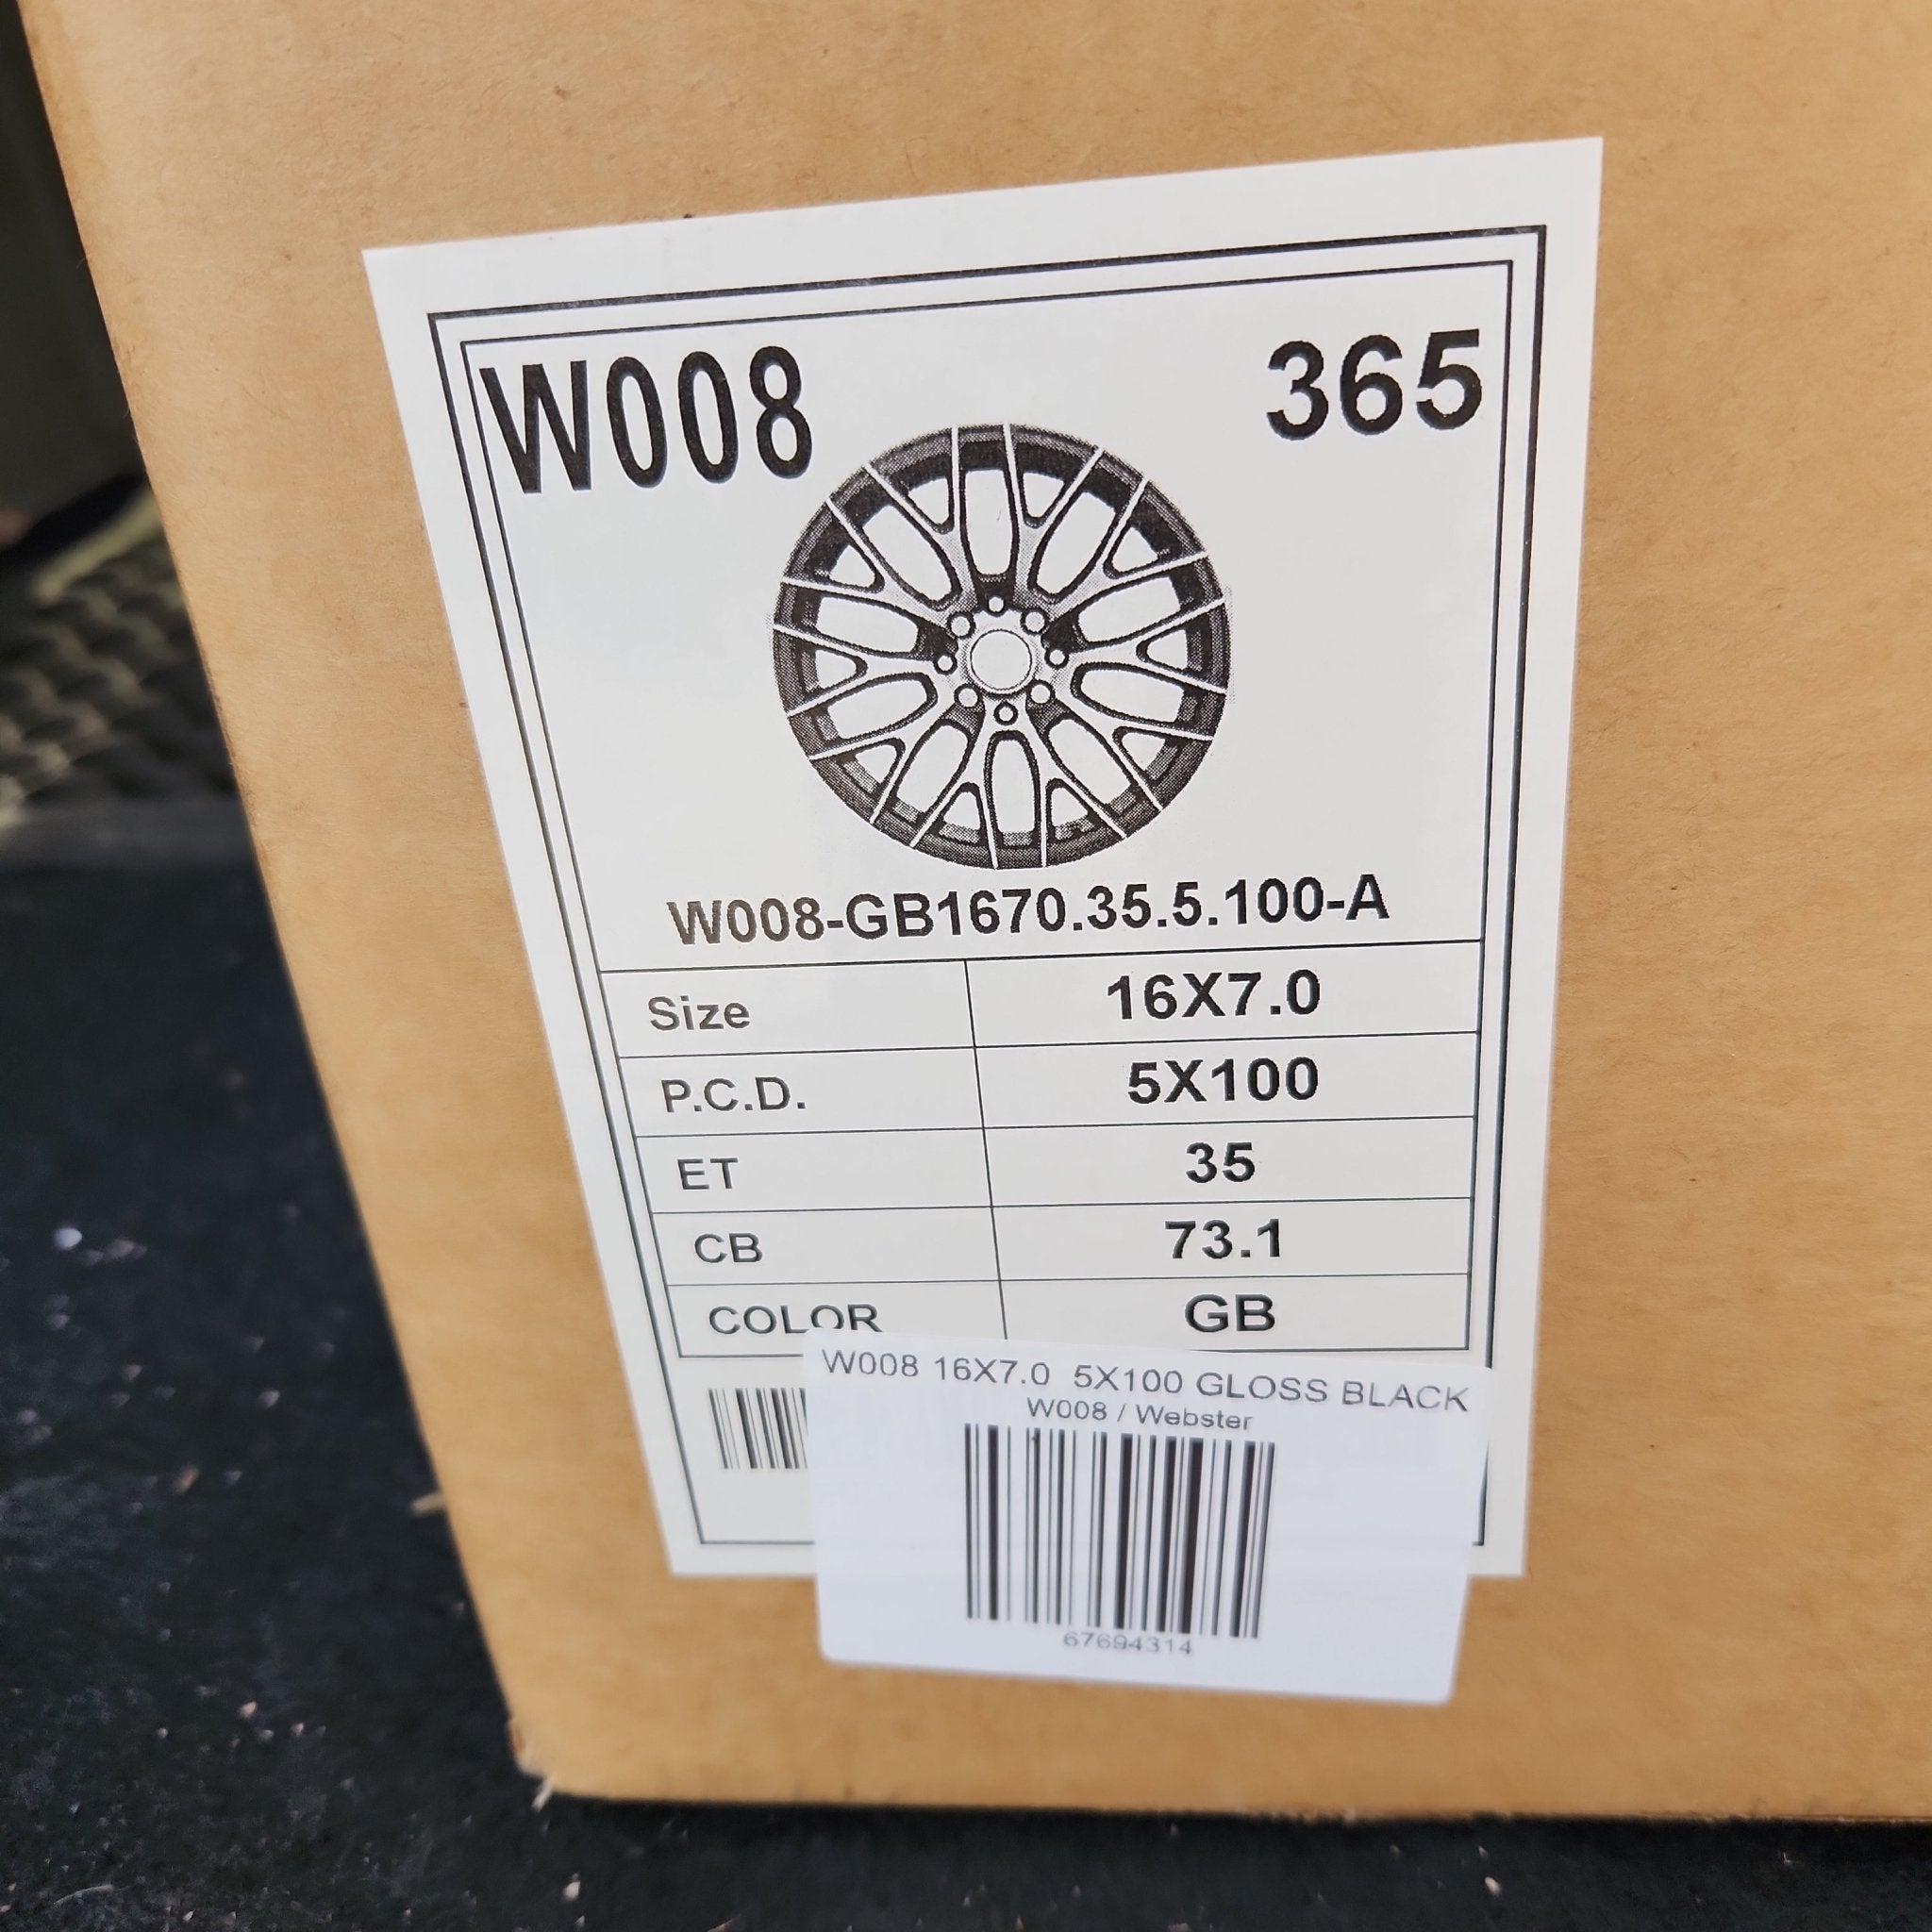 W008 365
W008-GB1670.35.5.100-A
Size 16X7.0
P.C.D. 5X100
ET 35
CB 73.1
COLOR GB
W008 16X7.0 5X100 GLOSS BLACK
W008 / Webster
67694314